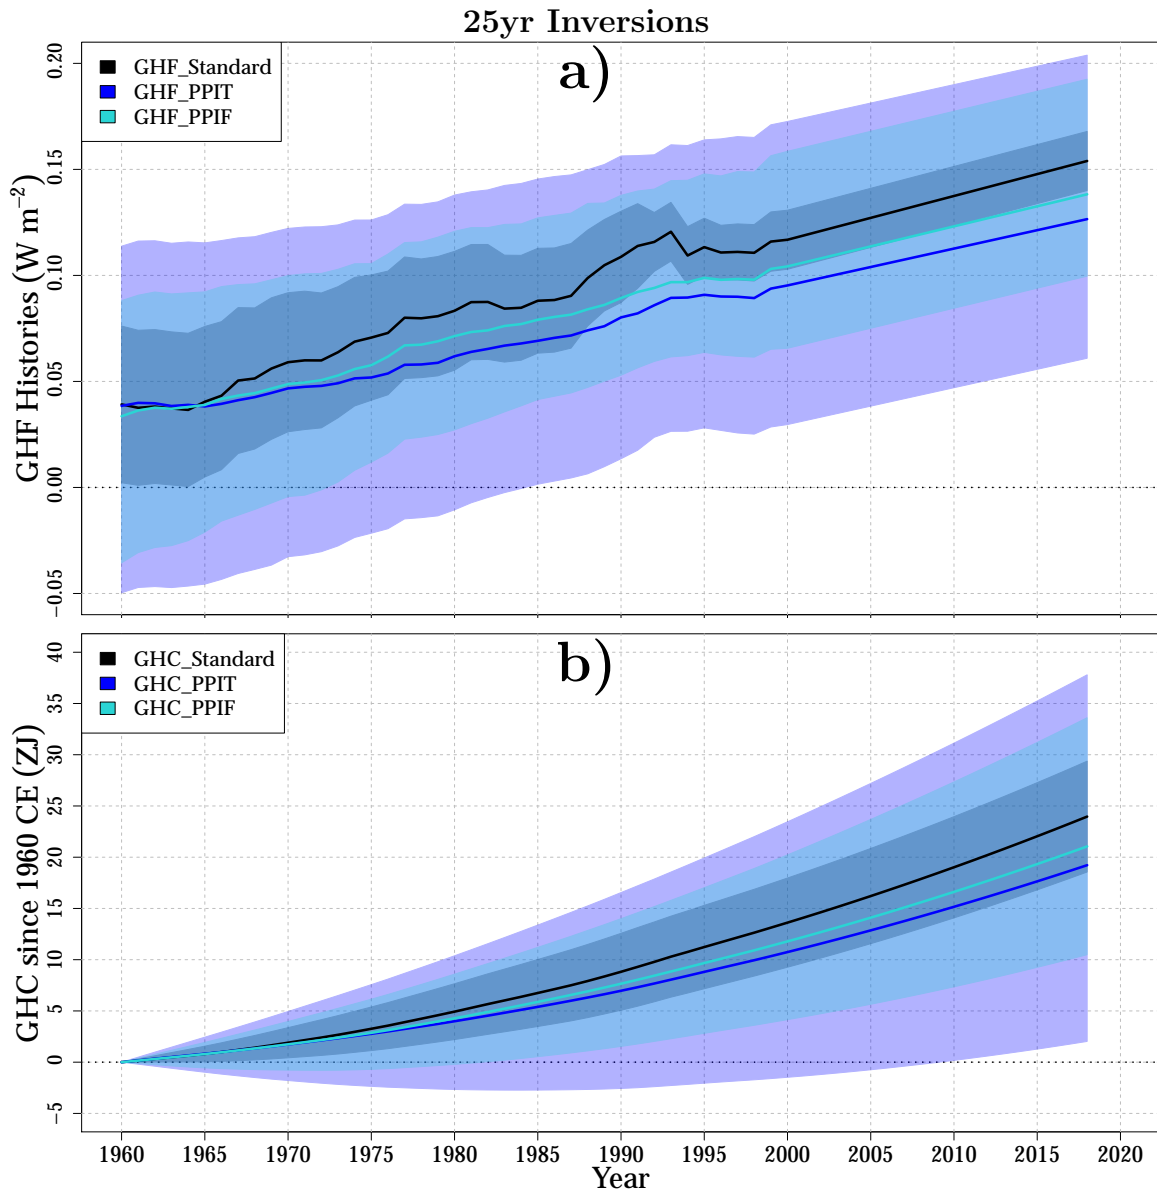 25yr Inversions
a)
GHF_Standard
GHF_PPIT
GHF_PPIF
GHF Histories (W m⁻²)
0.20
0.15
0.10
0.05
0.00
−0.05
b)
GHC_Standard
GHC_PPIT
GHC_PPIF
GHC since 1960 CE (ZJ)
40
35
30
25
20
15
10
5
0
−5
1960 1965 1970 1975 1980 1985 1990 1995 2000 2005 2010 2015 2020
Year